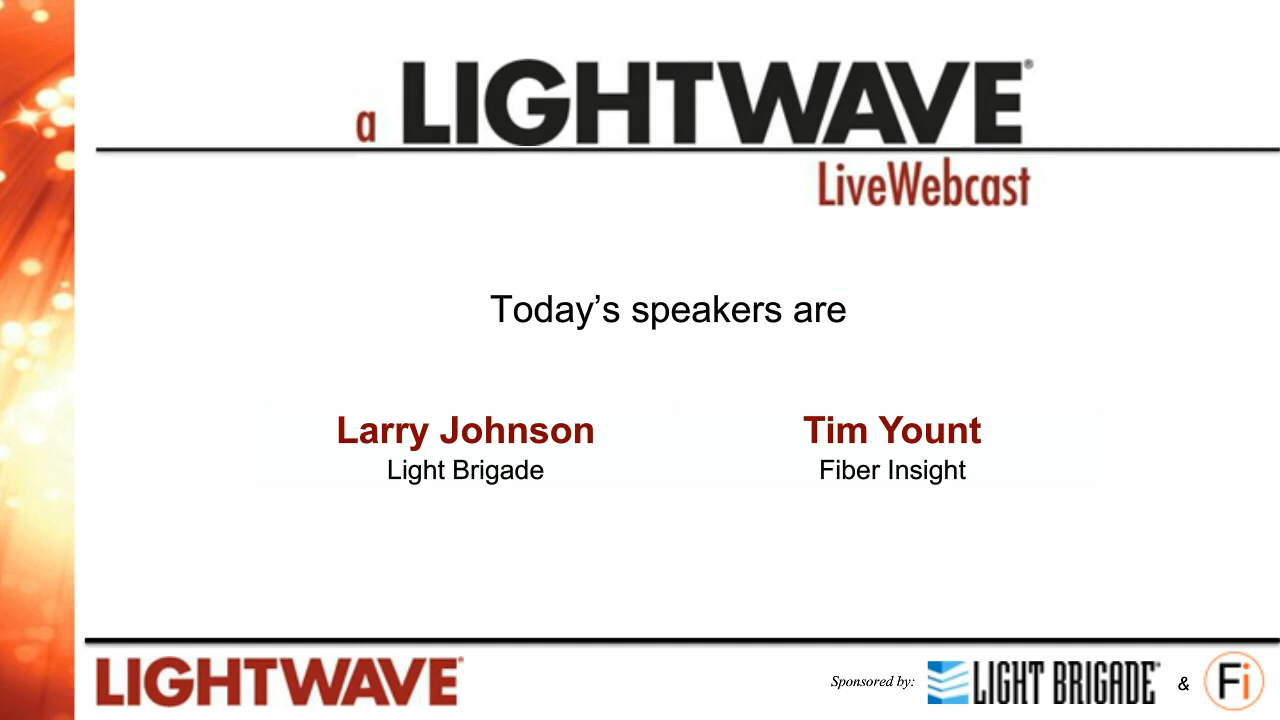 a LIGHTWAVE®
LiveWebcast
Today’s speakers are
Larry Johnson
Light Brigade
Tim Yount
Fiber Insight
LIGHTWAVE®
Sponsored by: LIGHT BRIGADE® & Fi